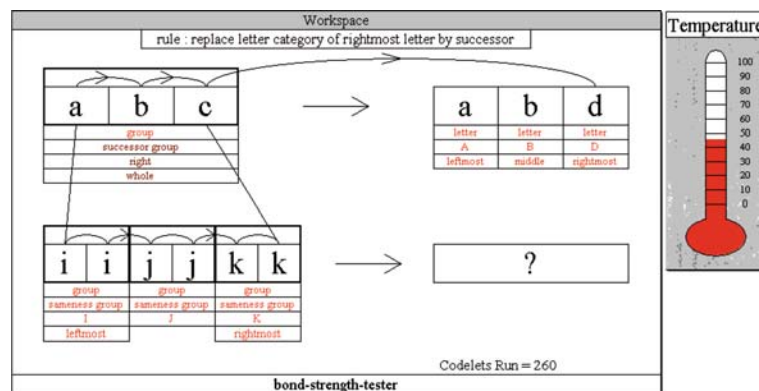 Workspace
rule : replace letter category of rightmost letter by successor
a b c
group
successor group
right
whole
a b d
letter letter letter
A B D
leftmost middle rightmost
i i j j k k
group group group
sameness group sameness group sameness group
I J K
leftmost rightmost
?
Codelets Run = 260
bond-strength-tester
Temperature
100
90
80
70
60
50
40
30
20
10
0